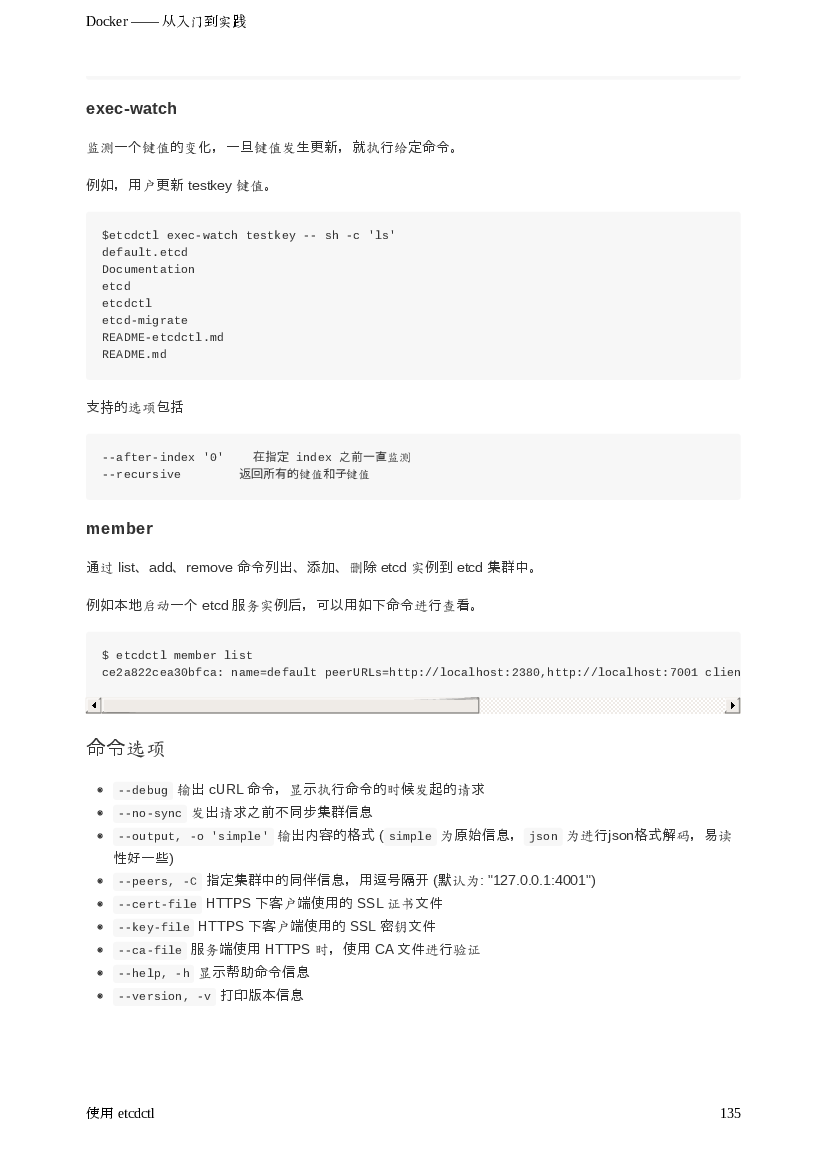 Docker —— 从入门到实践
exec-watch
监测一个键值的变化，一旦键值发生更新，就执行给定命令。
例如，用户更新 testkey 键值。
$etcdctl exec-watch testkey -- sh -c 'ls'
default.etcd
Documentation
etcd
etcdctl
etcd-migrate
README-etcdctl.md
README.md
支持的选项包括
--after-index '0'    在指定 index 之前一直监测
--recursive        返回所有的键值和子键值
member
通过 list、add、remove 命令列出、添加、删除 etcd 实例到 etcd 集群中。
例如本地启动一个 etcd 服务实例后，可以用如下命令进行查看。
$ etcdctl member list
ce2a822cea30bfca: name=default peerURLs=http://localhost:2380,http://localhost:7001 clien
命令选项
--debug 输出 cURL 命令，显示执行命令的时候发起的请求
--no-sync 发出请求之前不同步集群信息
--output, -o 'simple' 输出内容的格式 ( simple 为原始信息， json 为进行json格式解码，易读
性好一些)
--peers, -C 指定集群中的同伴信息，用逗号隔开 (默认为: "127.0.0.1:4001")
--cert-file HTTPS 下客户端使用的 SSL 证书文件
--key-file HTTPS 下客户端使用的 SSL 密钥文件
--ca-file 服务端使用 HTTPS 时，使用 CA 文件进行验证
--help, -h 显示帮助命令信息
--version, -v 打印版本信息
使用 etcdctl
135